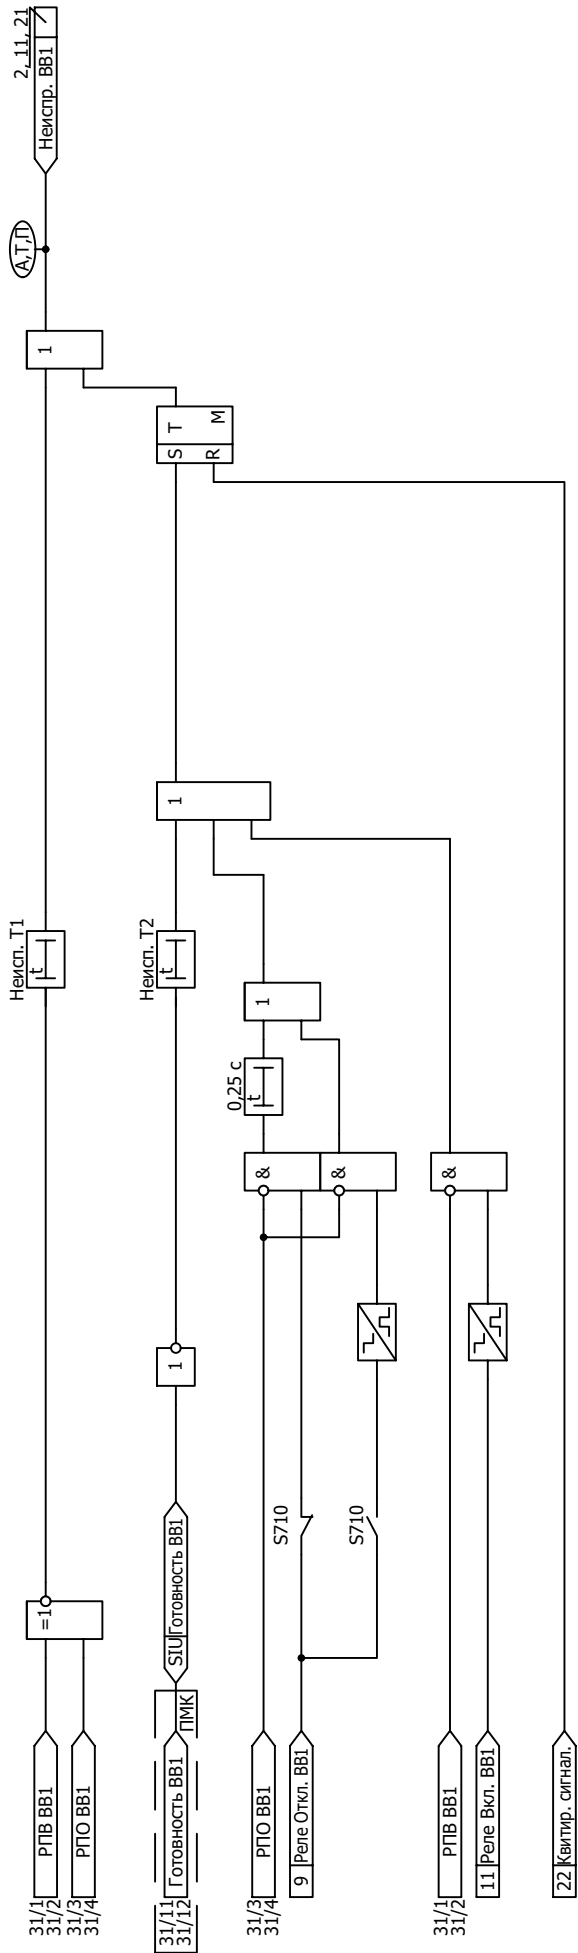 31/1
31/2
РПВ ВВ1
31/3
31/4
РПО ВВ1
=1
Неисп. Т1
t
1
А,Т,П
Неиспр. ВВ1
2, 11, 21
31/11
31/12
Готовность ВВ1
ПМК
SIU Готовность ВВ1
1
Неисп. Т2
t
1
S T
R M
31/3
31/4
РПО ВВ1
9 Реле Откл. ВВ1
S710
S710
&
&
0,25 с
t
1
31/1
31/2
РПВ ВВ1
11 Реле Вкл. ВВ1
&
22 Квитир. сигнал.